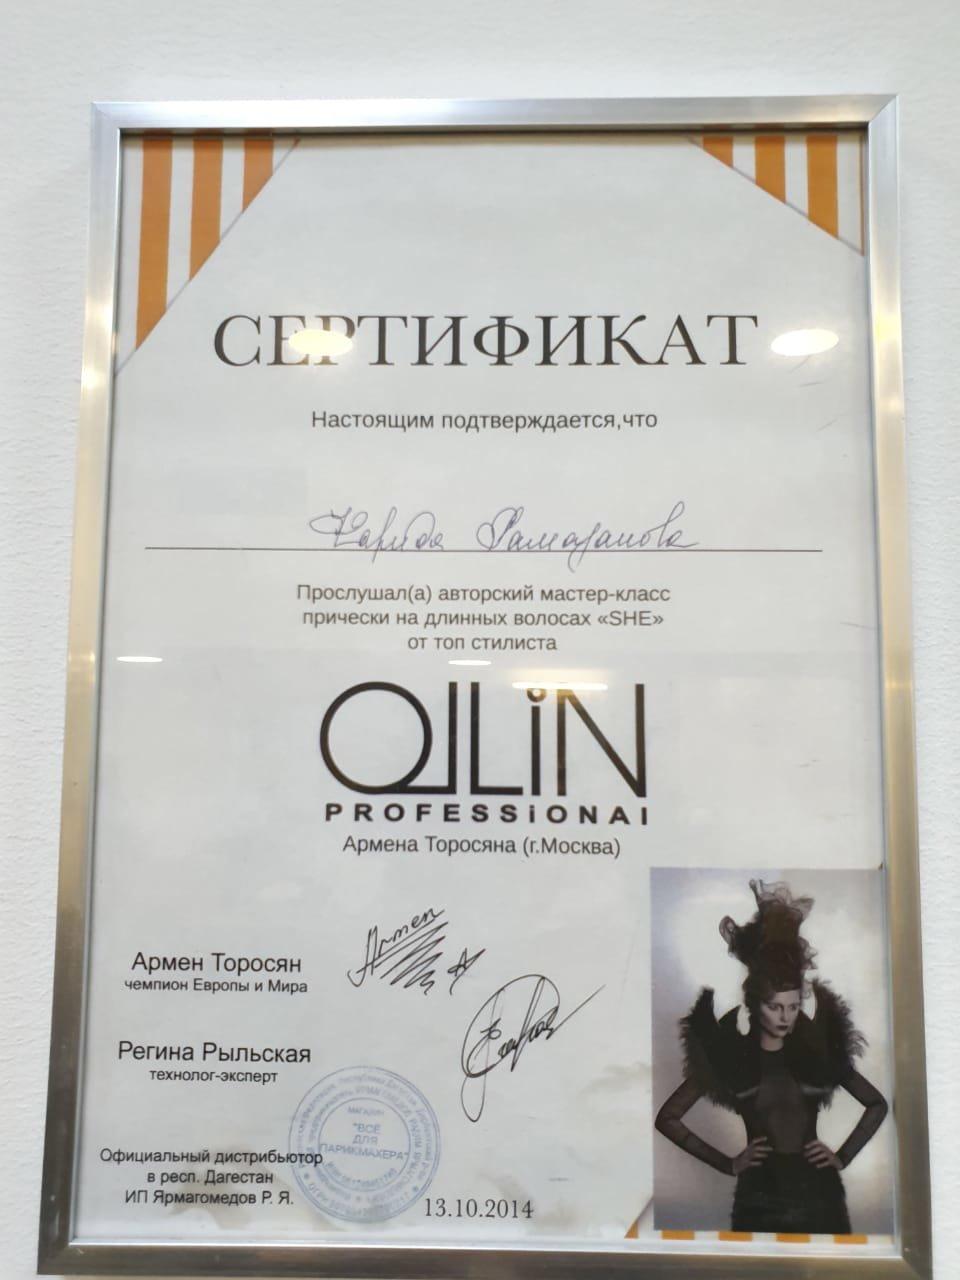 СЕРТИФИКАТ
Настоящим подтверждается,что
Рамазанова
Прослушал(а) авторский мастер-класс
прически на длинных волосах «SHE»
от топ стилиста
OLLiN
PROFESSiONAl
Армена Торосяна (г.Москва)
Армен
Армен Торосян
чемпион Европы и Мира
Регина Рыльская
технолог-эксперт
МАГАЗИН
"ВСЁ
ДЛЯ
ПАРИКМАХЕРА"
Официальный дистрибьютор
в респ. Дагестан
ИП Ярмагомедов Р. Я.
13.10.2014